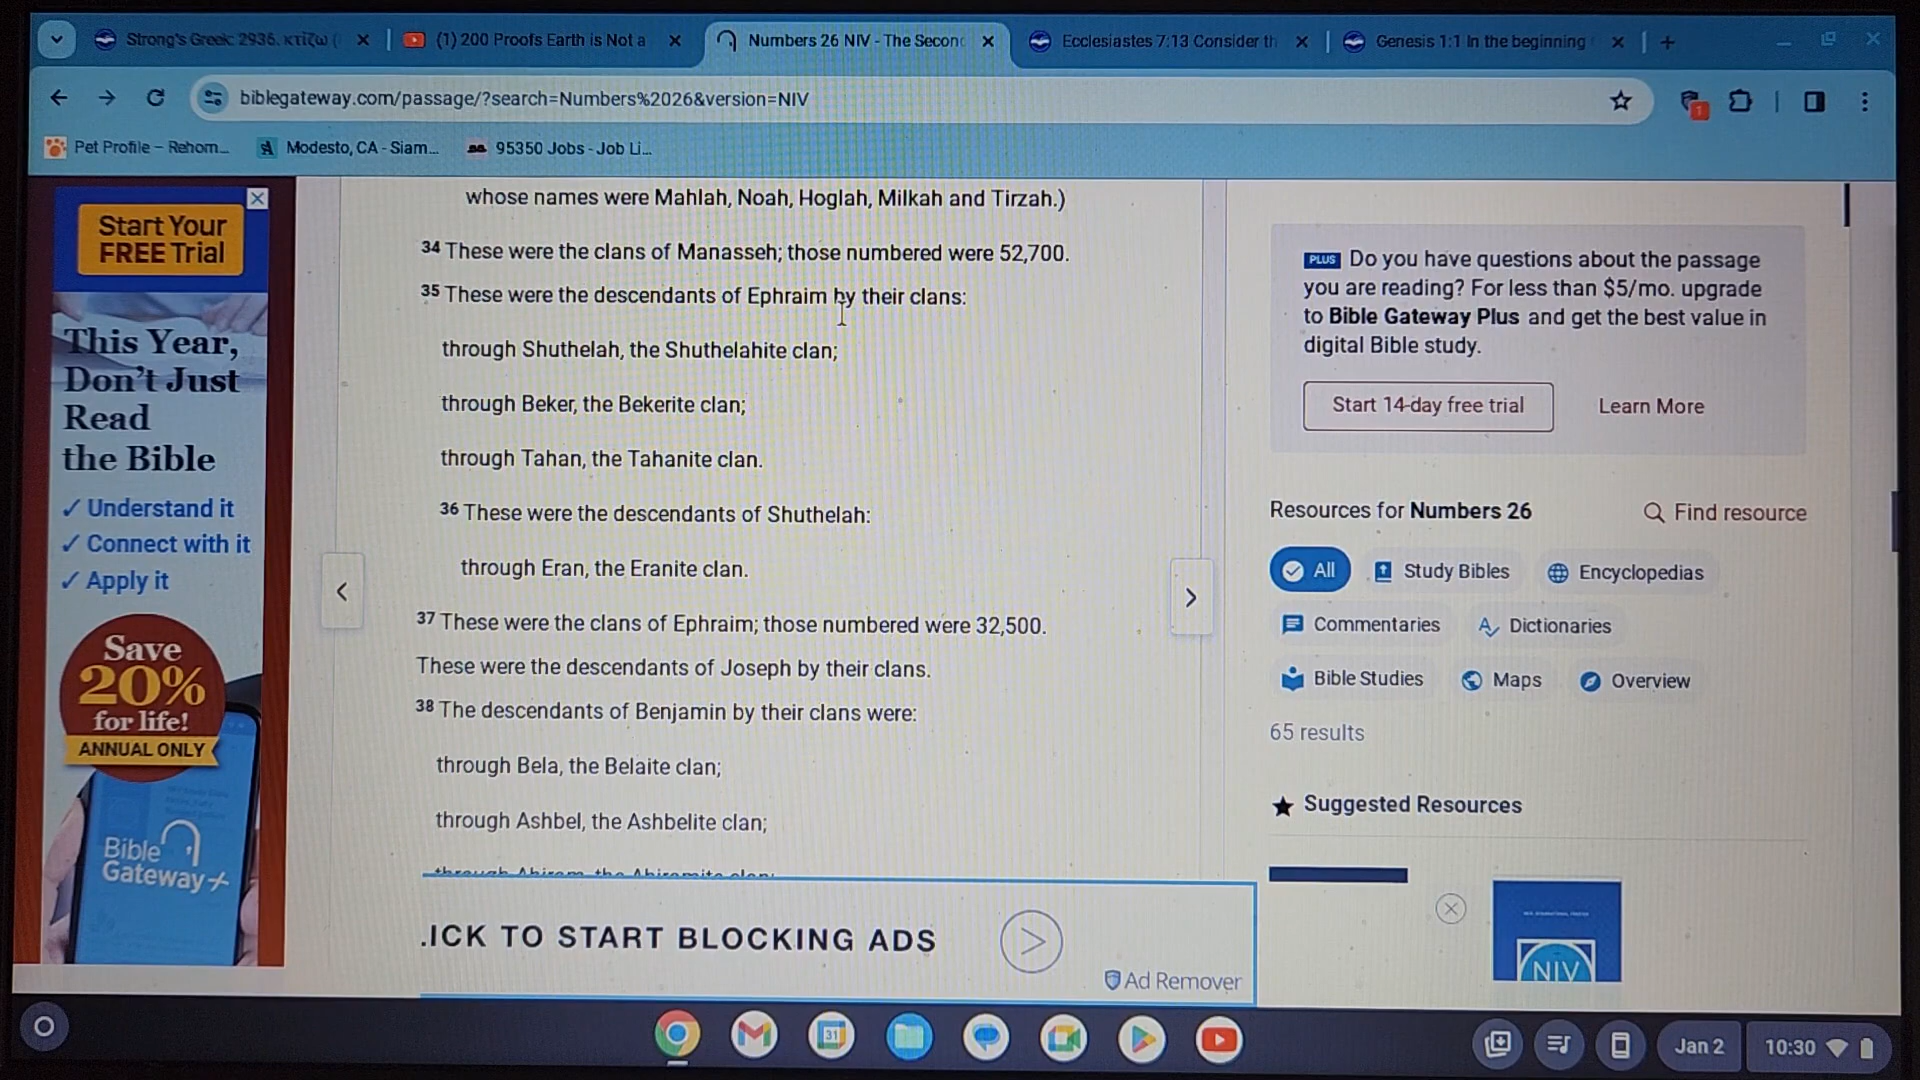 Strong's Greek: 2936. κτίζω (
(1) 200 Proofs Earth is Not a
Numbers 26 NIV - The Second
Ecclesiastes 7:13 Consider th
Genesis 1:1 In the beginning
biblegateway.com/passage/?search=Numbers%2026&version=NIV
1
Pet Profile – Rehom...
Modesto, CA - Siam...
95350 Jobs - Job Li...
Start Your
FREE Trial
This Year,
Don't Just
Read
the Bible
✓ Understand it
✓ Connect with it
✓ Apply it
Save
20%
for life!
ANNUAL ONLY
Bible
Gateway+
whose names were Mahlah, Noah, Hoglah, Milkah and Tirzah.)
34 These were the clans of Manasseh; those numbered were 52,700.
35 These were the descendants of Ephraim by their clans:
through Shuthelah, the Shuthelahite clan;
through Beker, the Bekerite clan;
through Tahan, the Tahanite clan.
36 These were the descendants of Shuthelah:
through Eran, the Eranite clan.
37 These were the clans of Ephraim; those numbered were 32,500.
These were the descendants of Joseph by their clans.
38 The descendants of Benjamin by their clans were:
through Bela, the Belaite clan;
through Ashbel, the Ashbelite clan;
through Ahiram, the Ahiramite clan;
.ICK TO START BLOCKING ADS
Ad Remover
PLUS Do you have questions about the passage
you are reading? For less than $5/mo. upgrade
to Bible Gateway Plus and get the best value in
digital Bible study.
Start 14-day free trial
Learn More
Resources for Numbers 26
Find resource
All
Study Bibles
Encyclopedias
Commentaries
Dictionaries
Bible Studies
Maps
Overview
65 results
Suggested Resources
NIV
31
Jan 2
10:30